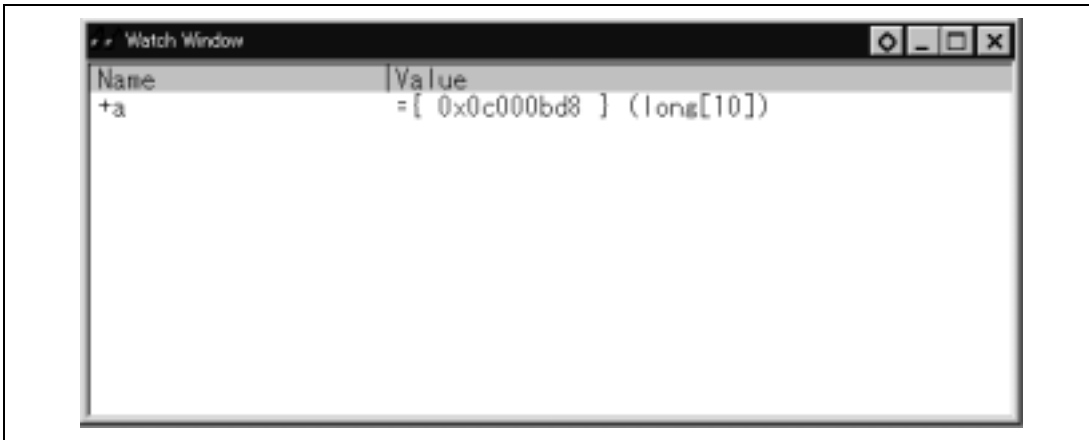 Watch Window
Name Value
+a ={ 0x0c000bd8 } (long[10])